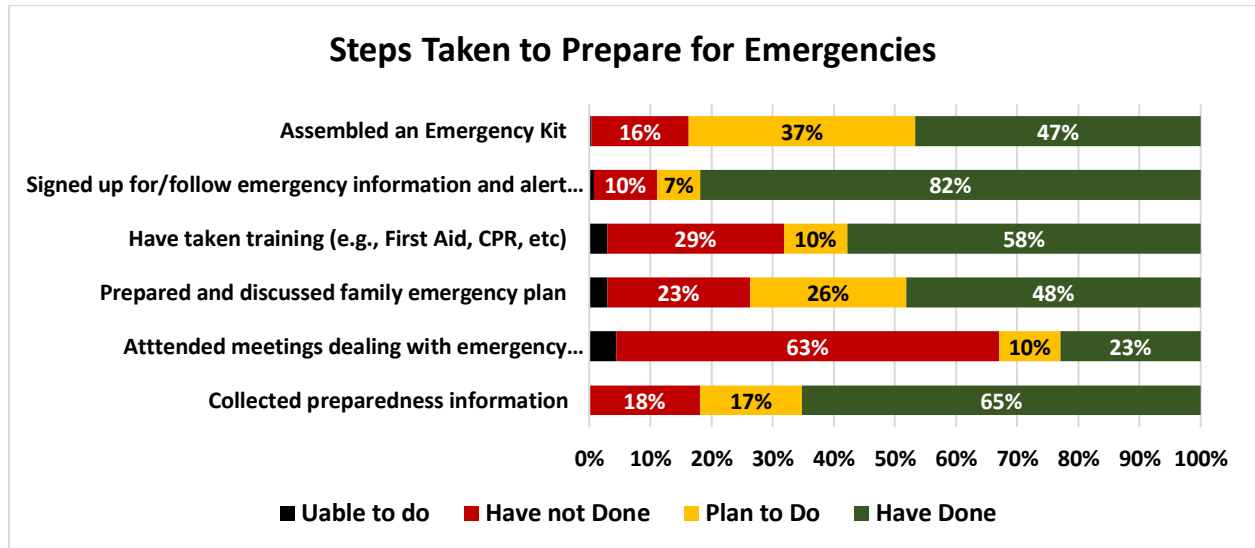 Steps Taken to Prepare for Emergencies
Assembled an Emergency Kit 16% 37% 47%
Signed up for/follow emergency information and alert... 10% 7% 82%
Have taken training (e.g., First Aid, CPR, etc) 29% 10% 58%
Prepared and discussed family emergency plan 23% 26% 48%
Atttended meetings dealing with emergency... 63% 10% 23%
Collected preparedness information 18% 17% 65%
0% 10% 20% 30% 40% 50% 60% 70% 80% 90% 100%
Uable to do Have not Done Plan to Do Have Done